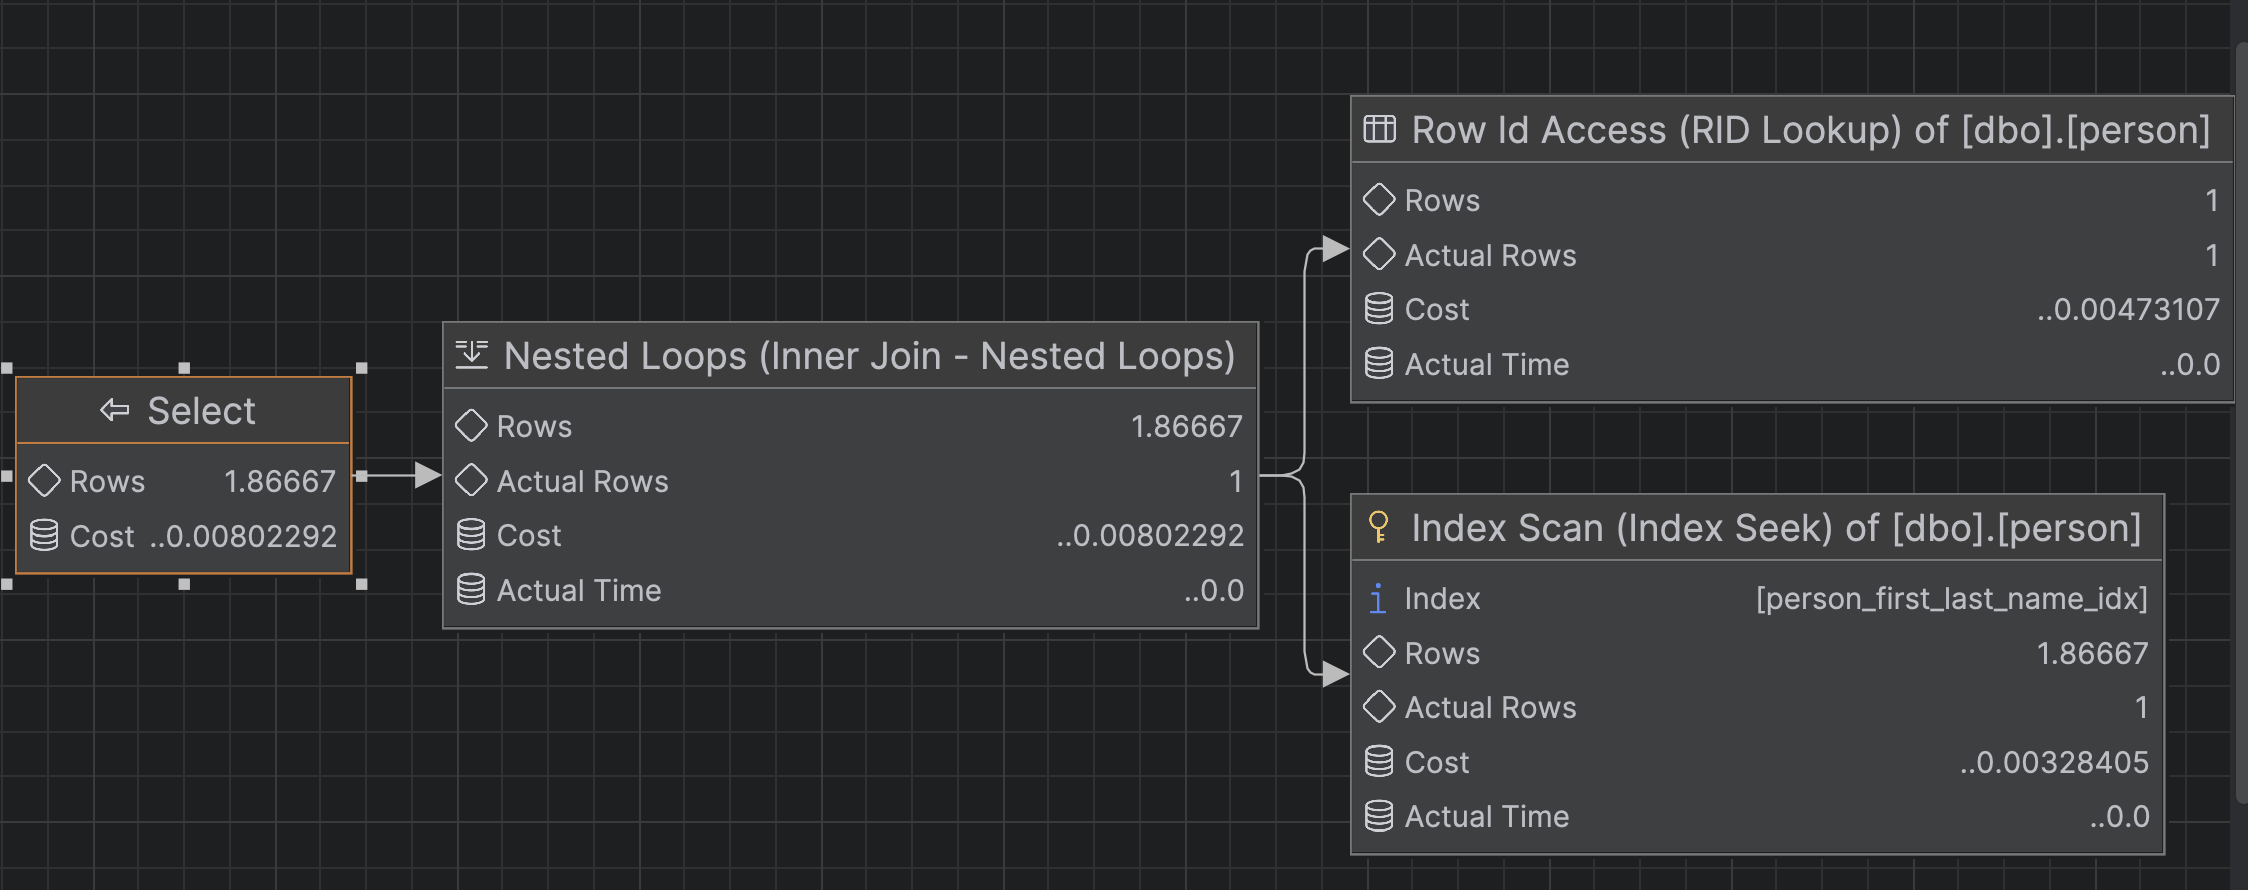 Select
Rows 1.86667
Cost ..0.00802292
Nested Loops (Inner Join - Nested Loops)
Rows 1.86667
Actual Rows 1
Cost ..0.00802292
Actual Time ..0.0
Row Id Access (RID Lookup) of [dbo].[person]
Rows 1
Actual Rows 1
Cost ..0.00473107
Actual Time ..0.0
Index Scan (Index Seek) of [dbo].[person]
Index [person_first_last_name_idx]
Rows 1.86667
Actual Rows 1
Cost ..0.00328405
Actual Time ..0.0